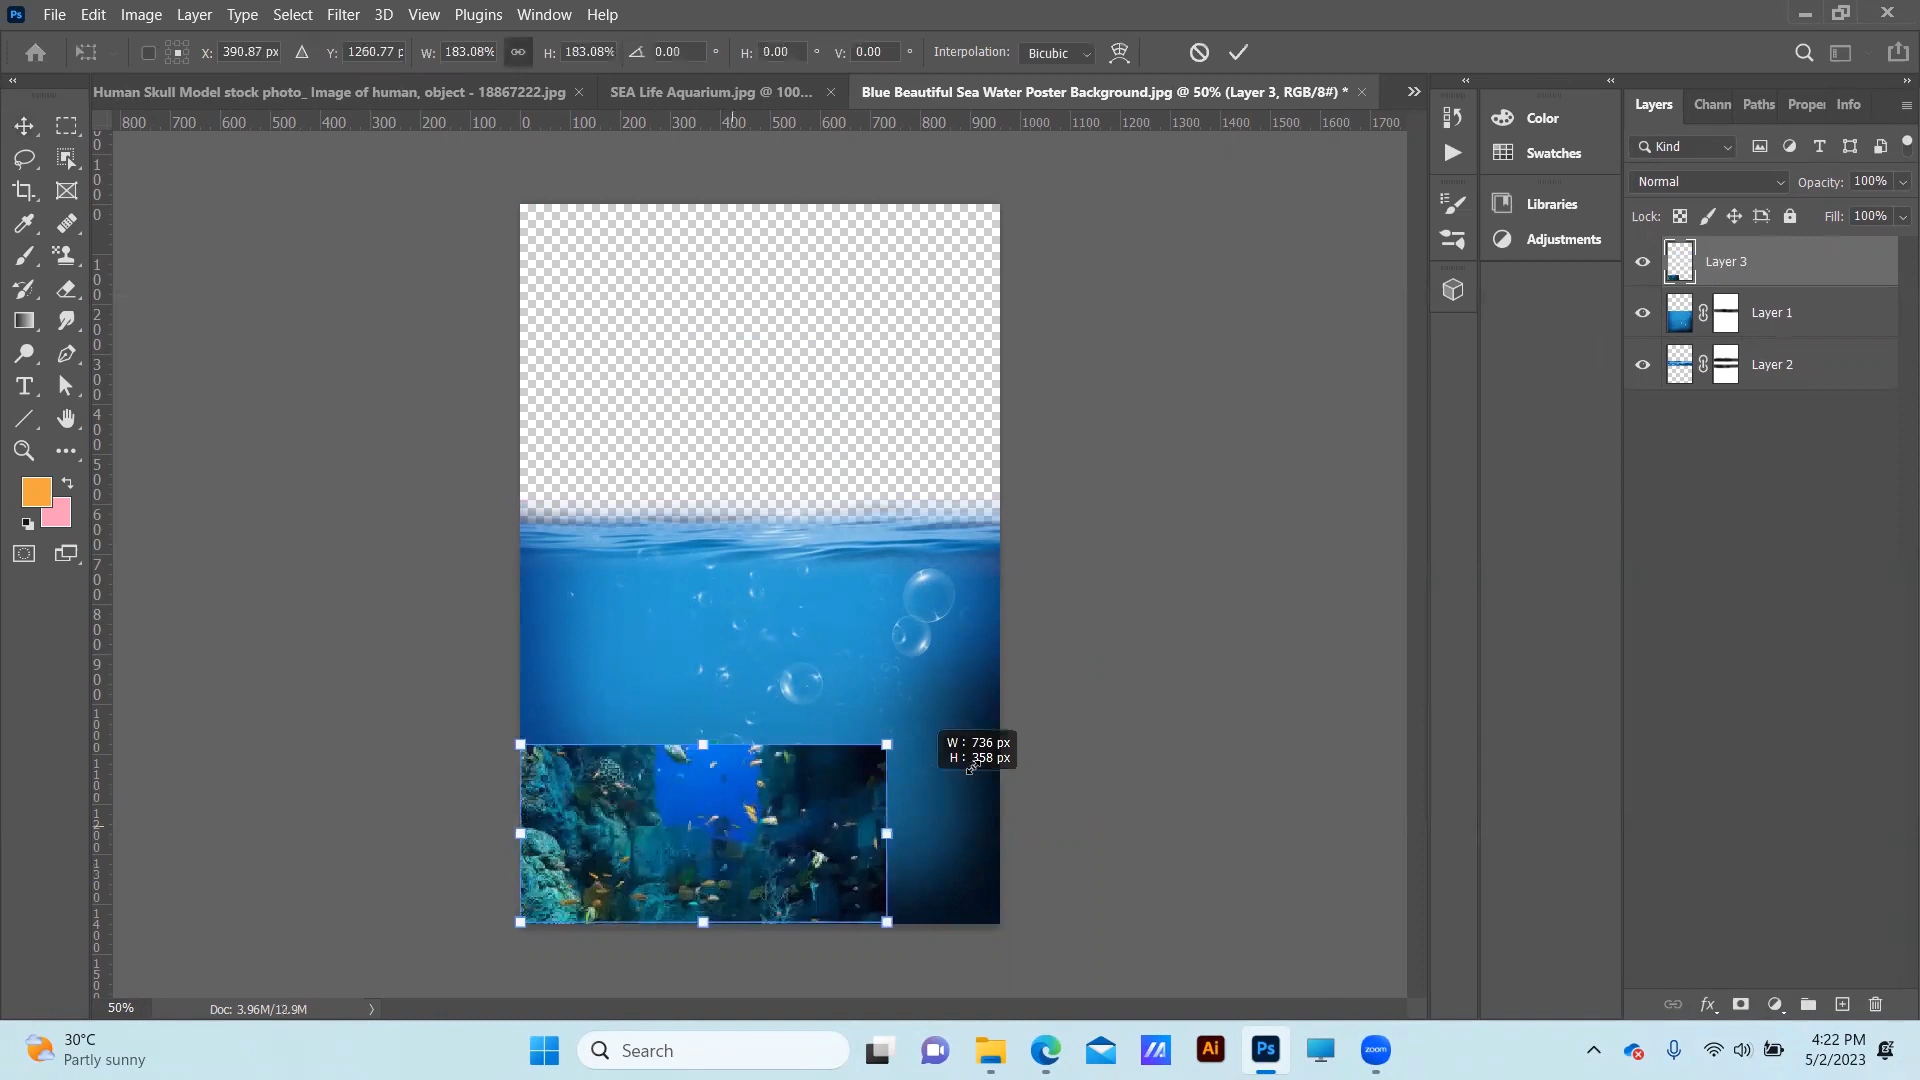 Ps File Edit Image Layer Type Select Filter 3D View Plugins Window Help
X: 390.87 px Y: 1260.77 p W: 183.08% H: 183.08% 0.00 ° H: 0.00 ° V: 0.00 ° Interpolation: Bicubic
Human Skull Model stock photo_ Image of human, object - 18867222.jpg × SEA Life Aquarium.jpg @ 100... × Blue Beautiful Sea Water Poster Background.jpg @ 50% (Layer 3, RGB/8#) * ×
800 700 600 500 400 300 200 100 0 100 200 300 400 500 600 700 800 900 1000 1100 1200 1300 1400 1500 1600 1700
Color
Swatches
Libraries
Adjustments
Layers Chann Paths Proper Info
Kind
Normal Opacity: 100%
Lock: Fill: 100%
Layer 3
Layer 1
Layer 2
W : 736 px
H : 358 px
50% Doc: 3.96M/12.9M
fx
30°C
Partly sunny
Search
Ai Ps zoom
4:22 PM
5/2/2023